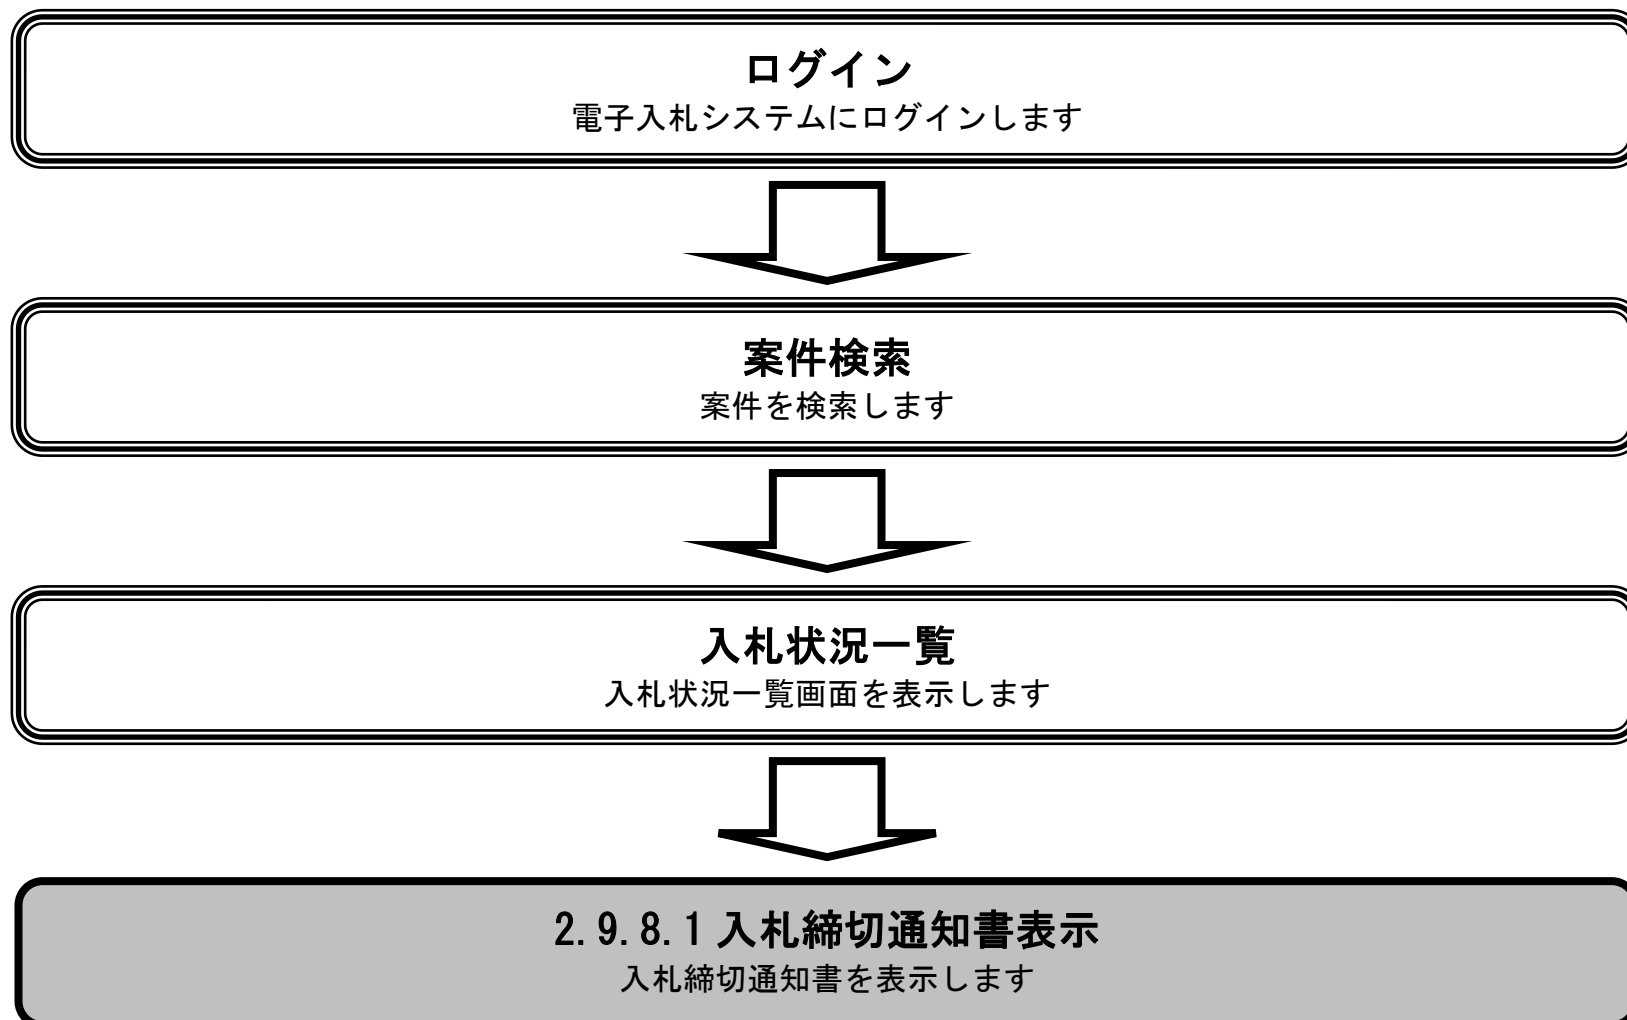 ログイン
電子入札システムにログインします
案件検索
案件を検索します
入札状況一覧
入札状況一覧画面を表示します
2.9.8.1 入札締切通知書表示
入札締切通知書を表示します